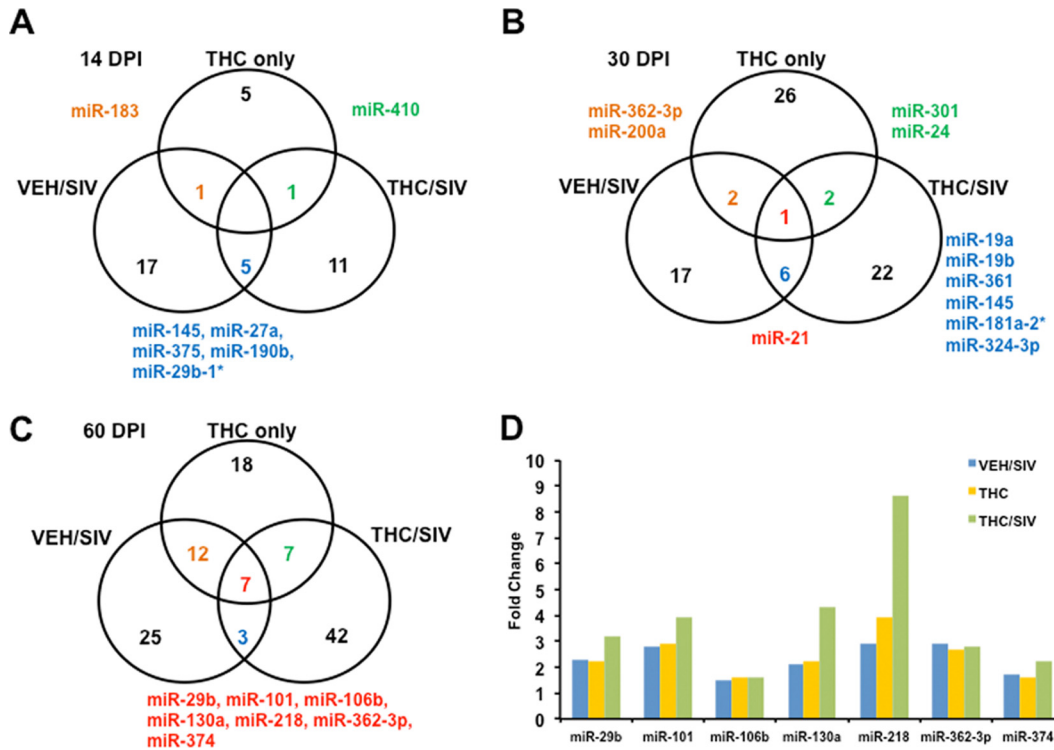 A
14 DPI
THC only
5
miR-183
miR-410
VEH/SIV
THC/SIV
1
1
17
5
11
miR-145, miR-27a,
miR-375, miR-190b,
miR-29b-1*
B
30 DPI
THC only
26
miR-362-3p
miR-200a
miR-301
miR-24
VEH/SIV
THC/SIV
2
2
1
17
6
22
miR-19a
miR-19b
miR-361
miR-145
miR-181a-2*
miR-324-3p
miR-21
C
60 DPI
THC only
18
VEH/SIV
THC/SIV
12
7
7
25
3
42
miR-29b, miR-101, miR-106b,
miR-130a, miR-218, miR-362-3p,
miR-374
D
Fold Change
10
9
8
7
6
5
4
3
2
1
0
VEH/SIV
THC
THC/SIV
miR-29b miR-101 miR-106b miR-130a miR-218 miR-362-3p miR-374